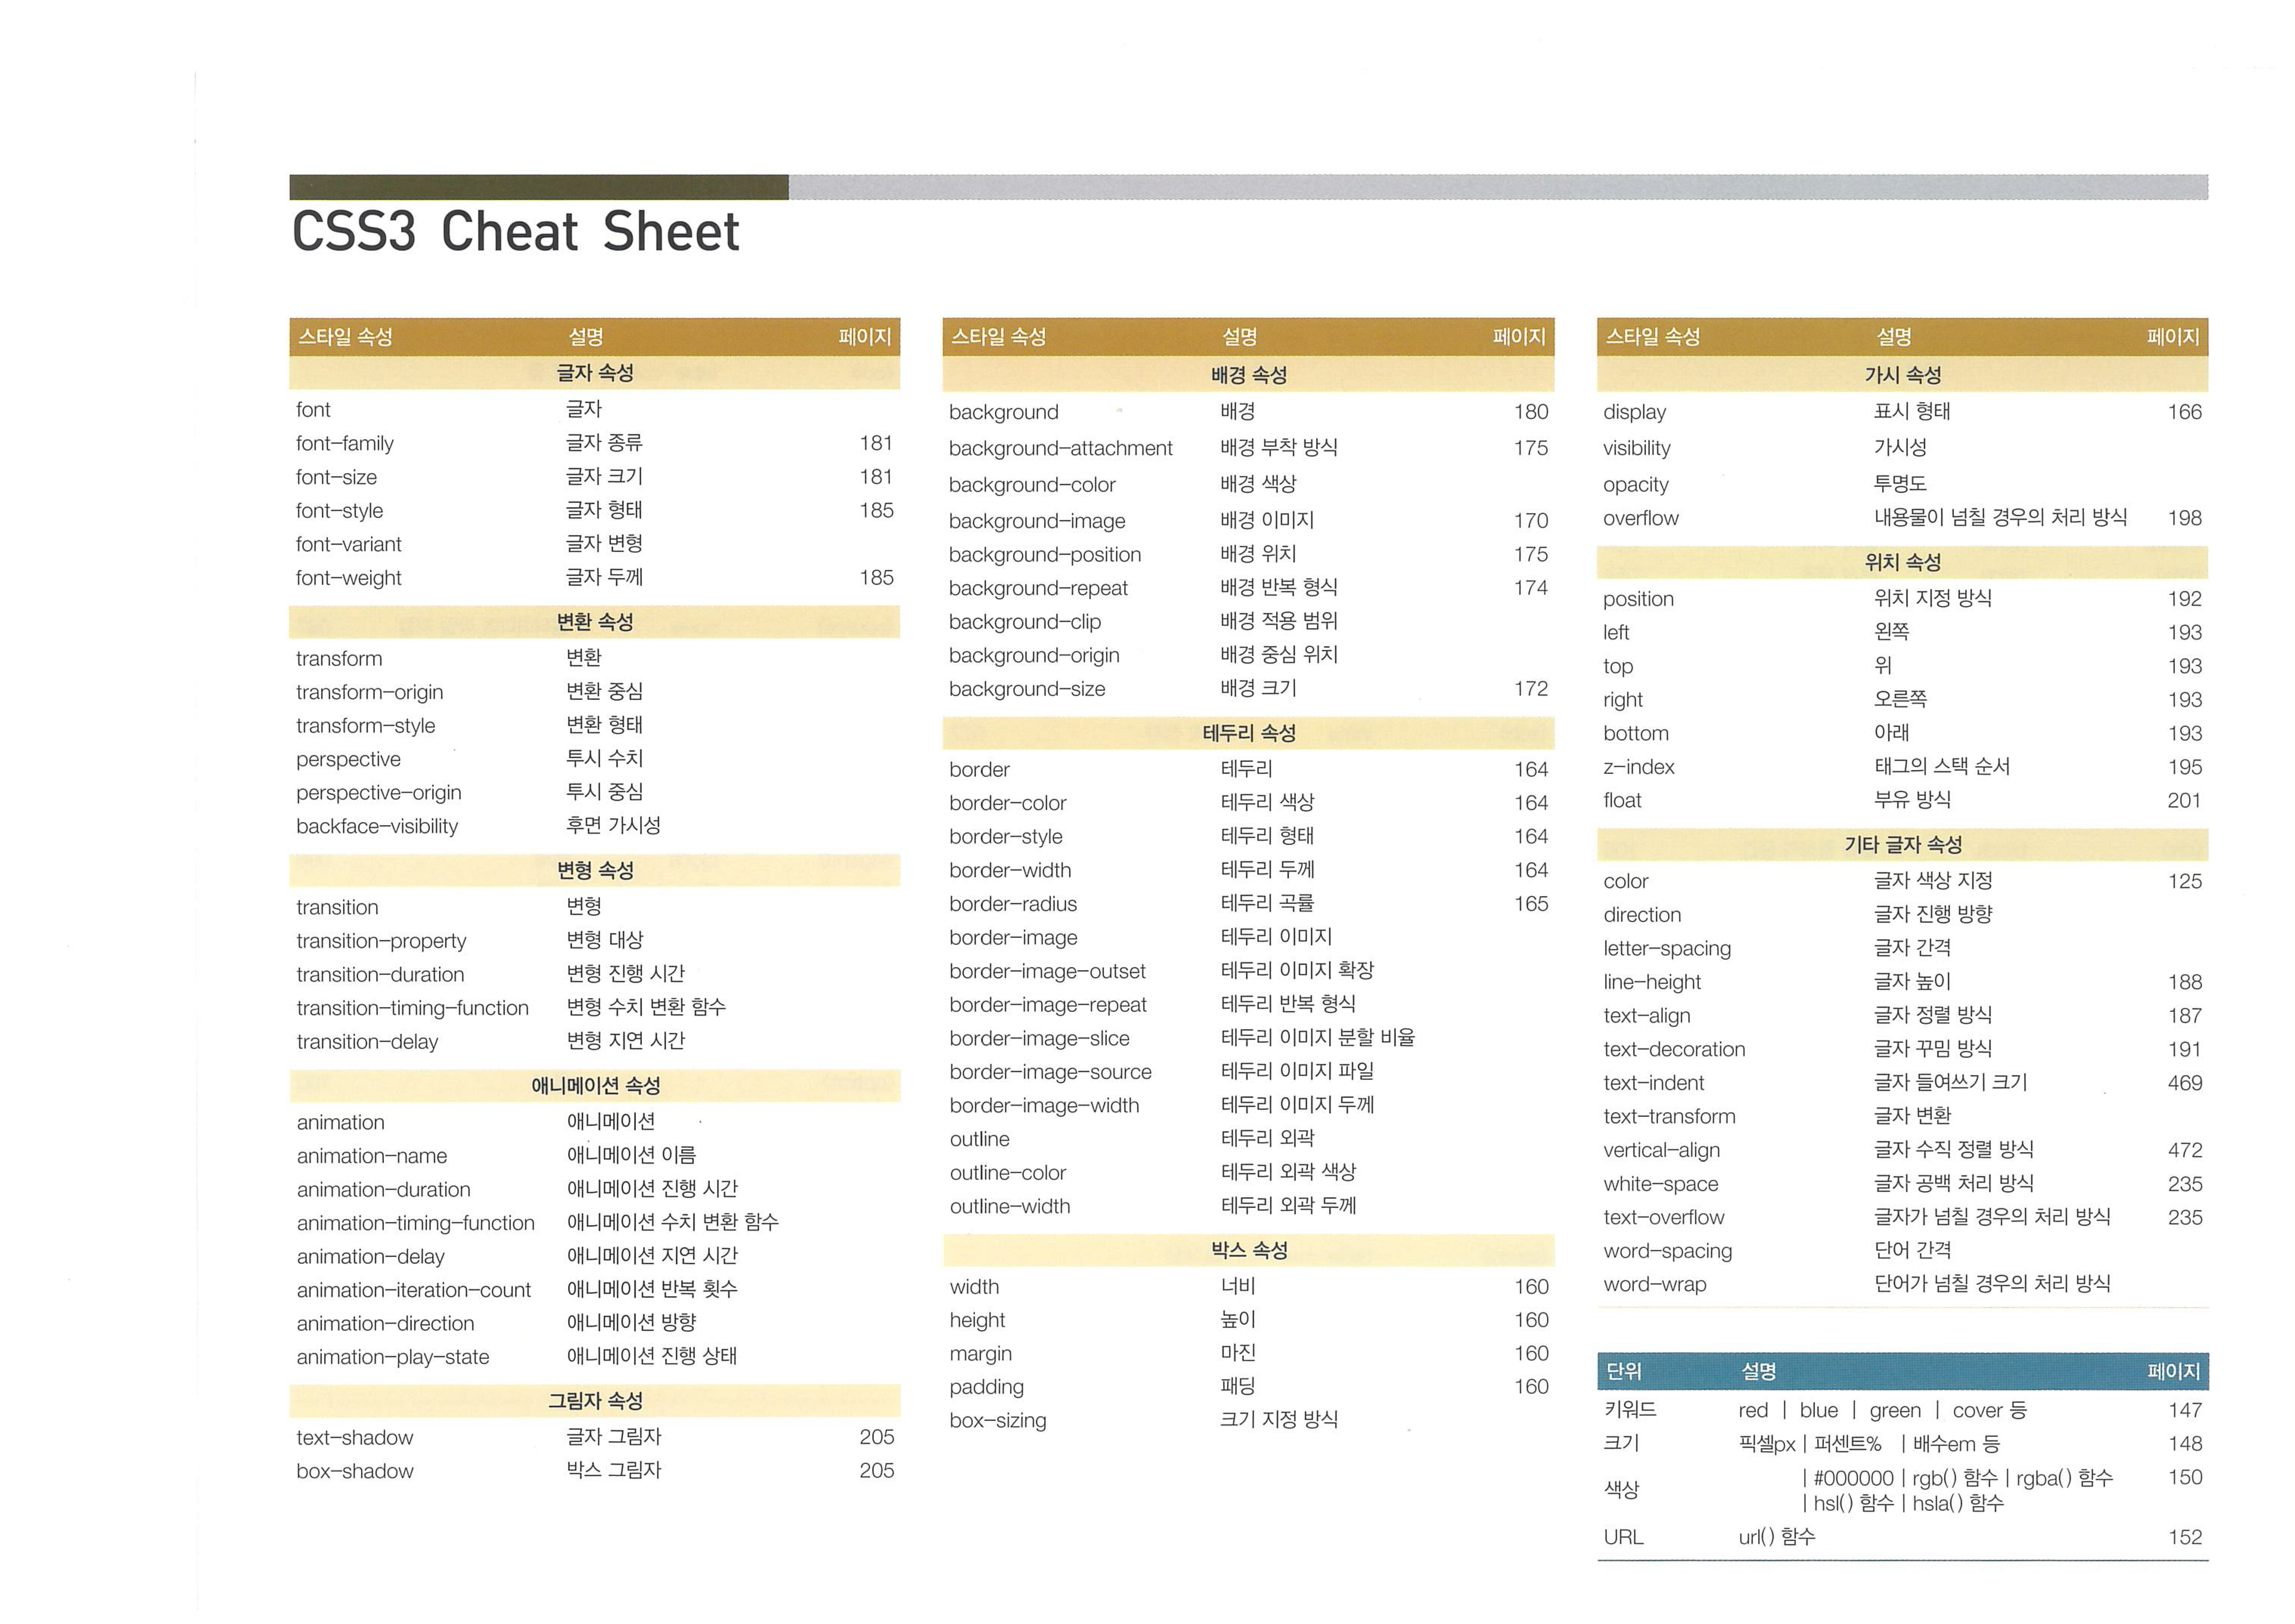 CSS3 Cheat Sheet
스타일 속성 설명 페이지
글자 속성
font 글자
font-family 글자 종류 181
font-size 글자 크기 181
font-style 글자 형태 185
font-variant 글자 변형
font-weight 글자 두께 185
변환 속성
transform 변환
transform-origin 변환 중심
transform-style 변환 형태
perspective 투시 수치
perspective-origin 투시 중심
backface-visibility 후면 가시성
변형 속성
transition 변형
transition-property 변형 대상
transition-duration 변형 진행 시간
transition-timing-function 변형 수치 변환 함수
transition-delay 변형 지연 시간
애니메이션 속성
animation 애니메이션
animation-name 애니메이션 이름
animation-duration 애니메이션 진행 시간
animation-timing-function 애니메이션 수치 변환 함수
animation-delay 애니메이션 지연 시간
animation-iteration-count 애니메이션 반복 횟수
animation-direction 애니메이션 방향
animation-play-state 애니메이션 진행 상태
그림자 속성
text-shadow 글자 그림자 205
box-shadow 박스 그림자 205
스타일 속성 설명 페이지
배경 속성
background 배경 180
background-attachment 배경 부착 방식 175
background-color 배경 색상
background-image 배경 이미지 170
background-position 배경 위치 175
background-repeat 배경 반복 형식 174
background-clip 배경 적용 범위
background-origin 배경 중심 위치
background-size 배경 크기 172
테두리 속성
border 테두리 164
border-color 테두리 색상 164
border-style 테두리 형태 164
border-width 테두리 두께 164
border-radius 테두리 곡률 165
border-image 테두리 이미지
border-image-outset 테두리 이미지 확장
border-image-repeat 테두리 반복 형식
border-image-slice 테두리 이미지 분할 비율
border-image-source 테두리 이미지 파일
border-image-width 테두리 이미지 두께
outline 테두리 외곽
outline-color 테두리 외곽 색상
outline-width 테두리 외곽 두께
박스 속성
width 너비 160
height 높이 160
margin 마진 160
padding 패딩 160
box-sizing 크기 지정 방식
스타일 속성 설명 페이지
가시 속성
display 표시 형태 166
visibility 가시성
opacity 투명도
overflow 내용물이 넘칠 경우의 처리 방식 198
위치 속성
position 위치 지정 방식 192
left 왼쪽 193
top 위 193
right 오른쪽 193
bottom 아래 193
z-index 태그의 스택 순서 195
float 부유 방식 201
기타 글자 속성
color 글자 색상 지정 125
direction 글자 진행 방향
letter-spacing 글자 간격
line-height 글자 높이 188
text-align 글자 정렬 방식 187
text-decoration 글자 꾸밈 방식 191
text-indent 글자 들여쓰기 크기 469
text-transform 글자 변환
vertical-align 글자 수직 정렬 방식 472
white-space 글자 공백 처리 방식 235
text-overflow 글자가 넘칠 경우의 처리 방식 235
word-spacing 단어 간격
word-wrap 단어가 넘칠 경우의 처리 방식
단위 설명 페이지
키워드 red | blue | green | cover 등 147
크기 픽셀px | 퍼센트% | 배수em 등 148
색상 | #000000 | rgb() 함수 | rgba() 함수 150
| hsl() 함수 | hsla() 함수
URL url() 함수 152